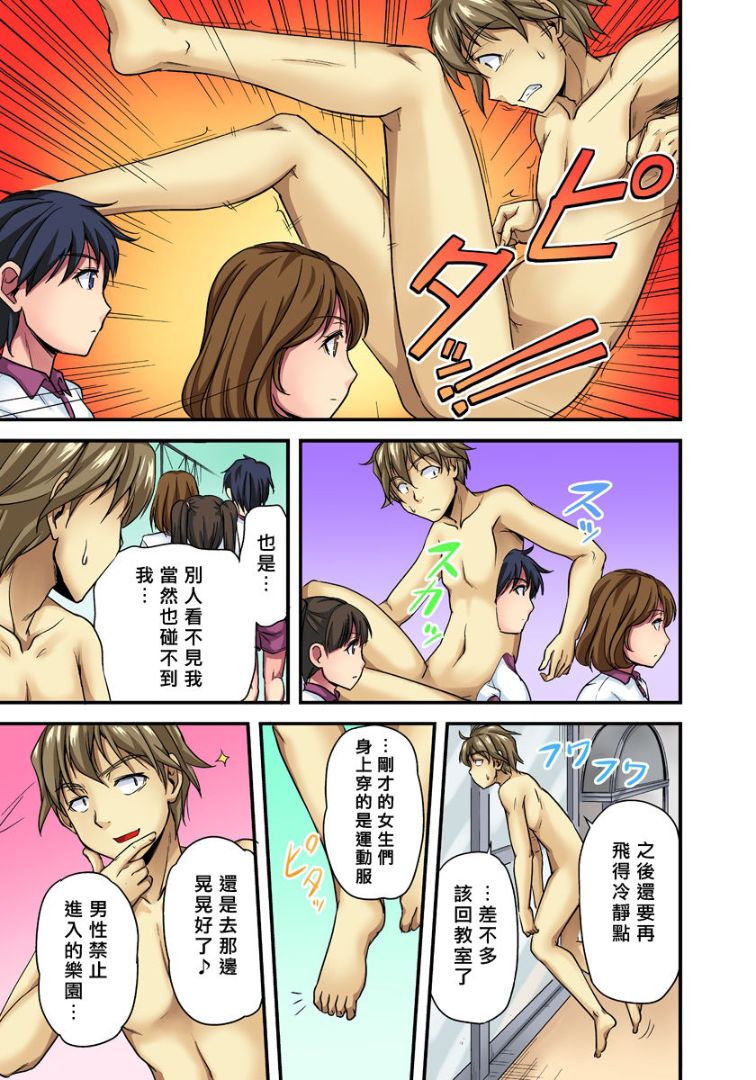 ピタッ!!!
スッ
スカッ
也是…
別人看不見我
當然也碰不到
我…
フワフワ
之後還要再
飛得冷靜點
…差不多
該回教室了
…剛才的女生們
身上穿的是運動服
ピタッ
還是去那邊
晃晃好了♪
男性禁止
進入的樂園…